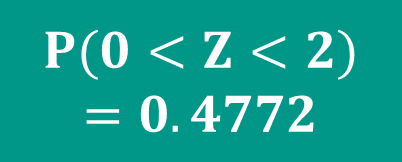 P(0 < Z < 2)
= 0.4772